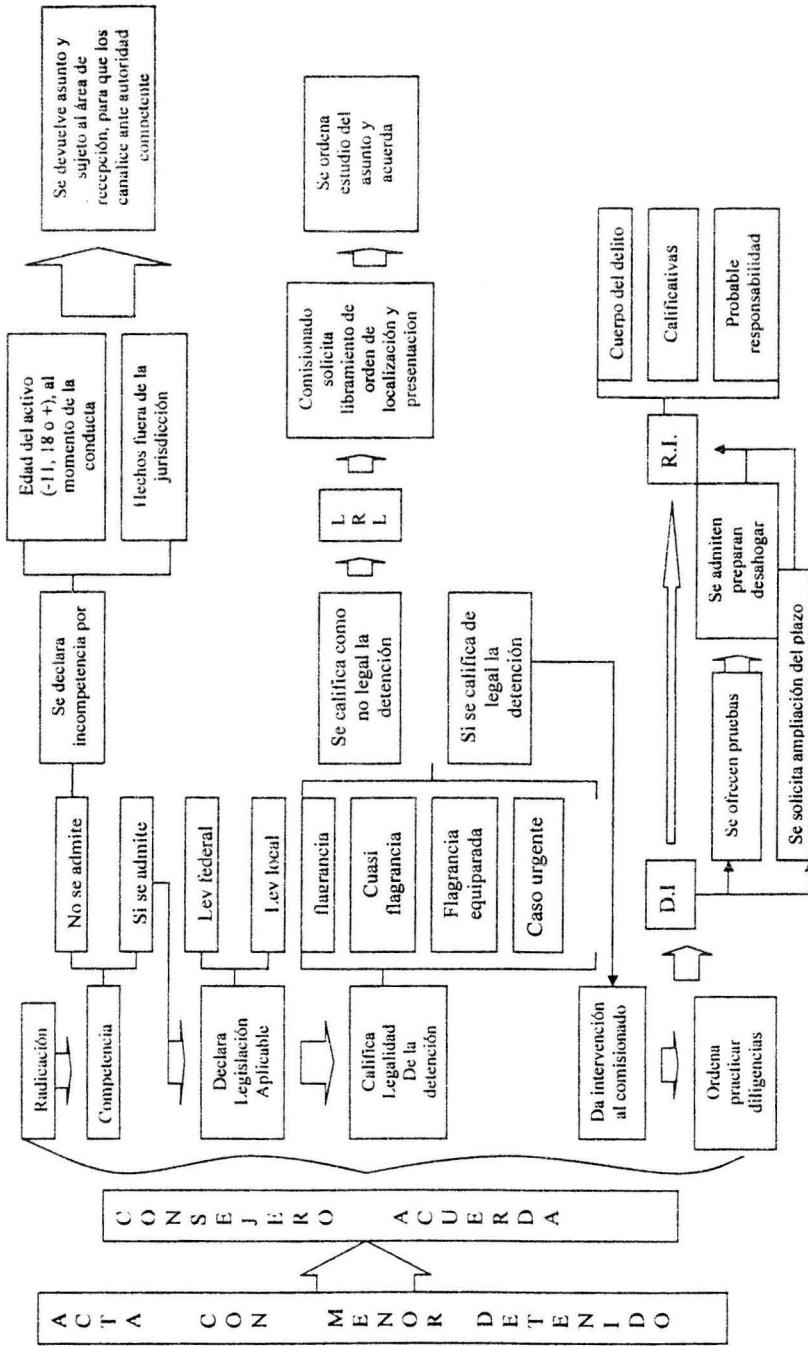 ACTA CON MENOR DETENIDO
CONSEJERO ACUERDA
Radicación
Competencia
No se admite
Si se admite
Se declara
incompetencia por
Edad del activo
(-11, 18 o +), al
momento de la
conducta
Hechos fuera de la
jurisdicción
Se devuelve asunto y
sujeto al área de
recepción, para que los
canalice ante autoridad
competente
Declara
Legislación
Aplicable
Ley federal
Ley local
Califica
Legalidad
De la
detención
flagrancia
Cuasi
flagrancia
Flagrancia
equiparada
Caso urgente
Se califica como
no legal la
detención
Si se califica de
legal la
detención
L
R
L
Comisionado
solicita
libramiento de
orden de
localización y
presentacion
Se ordena
estudio del
asunto y
acuerda
Da intervención
al comisionado
Ordena
practicar
diligencias
D.I
Se ofrecen pruebas
Se admiten
preparan
desahogar
Se solicita ampliación del plazo
R.I.
Cuerpo del delito
Calificativas
Probable
responsabilidad